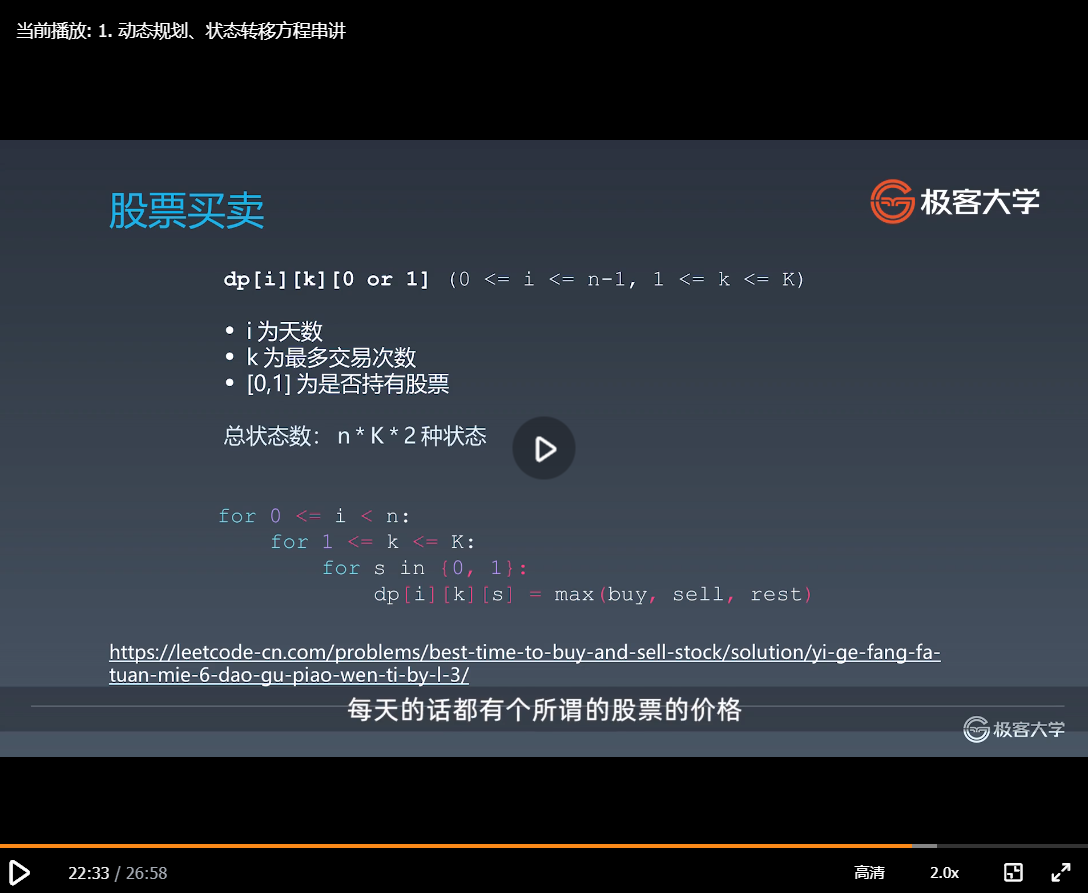 当前播放: 1. 动态规划、状态转移方程串讲
股票买卖
极客大学
dp[i][k][0 or 1] (0 <= i <= n-1, 1 <= k <= K)
• i 为天数
• k 为最多交易次数
• [0,1] 为是否持有股票
总状态数： n * K * 2 种状态
for 0 <= i < n:
    for 1 <= k <= K:
        for s in {0, 1}:
            dp[i][k][s] = max(buy, sell, rest)
https://leetcode-cn.com/problems/best-time-to-buy-and-sell-stock/solution/yi-ge-fang-fa-
tuan-mie-6-dao-gu-piao-wen-ti-by-l-3/
每天的话都有个所谓的股票的价格
极客大学
22:33 / 26:58
高清
2.0x